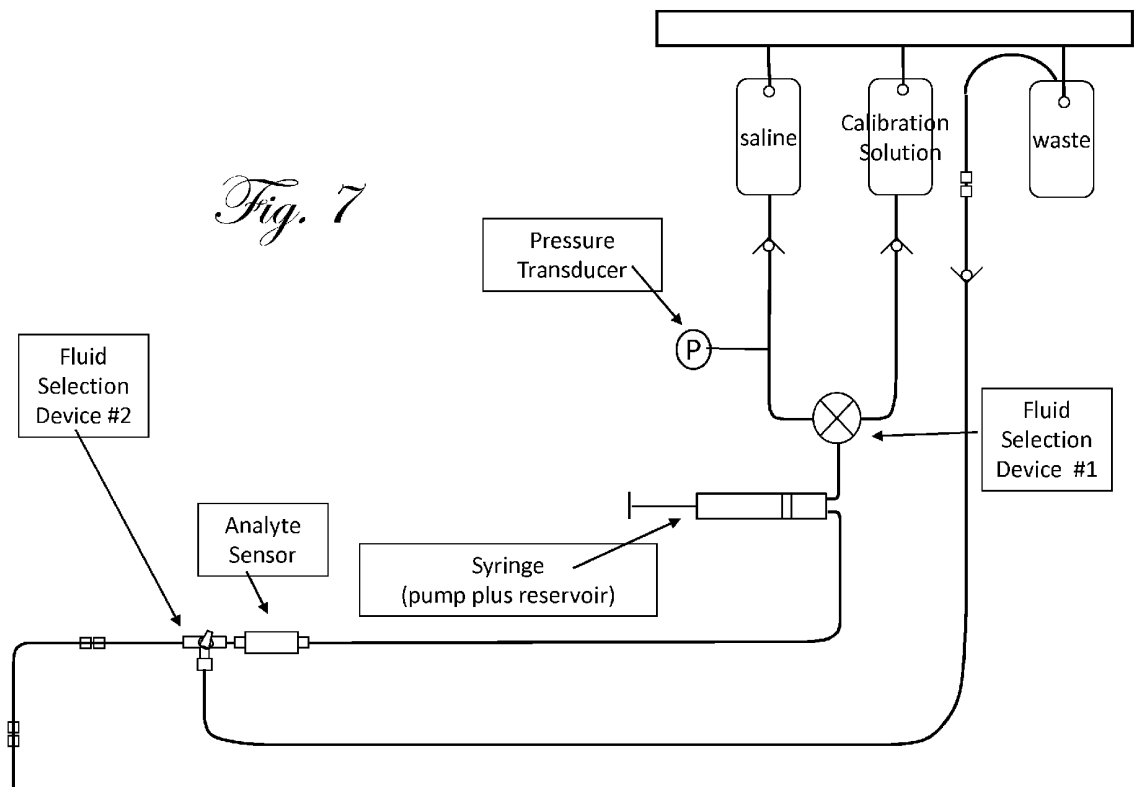 saline
Calibration
Solution
waste
Fig. 7
Pressure
Transducer
P
Fluid
Selection
Device #2
Fluid
Selection
Device #1
Analyte
Sensor
Syringe
(pump plus reservoir)